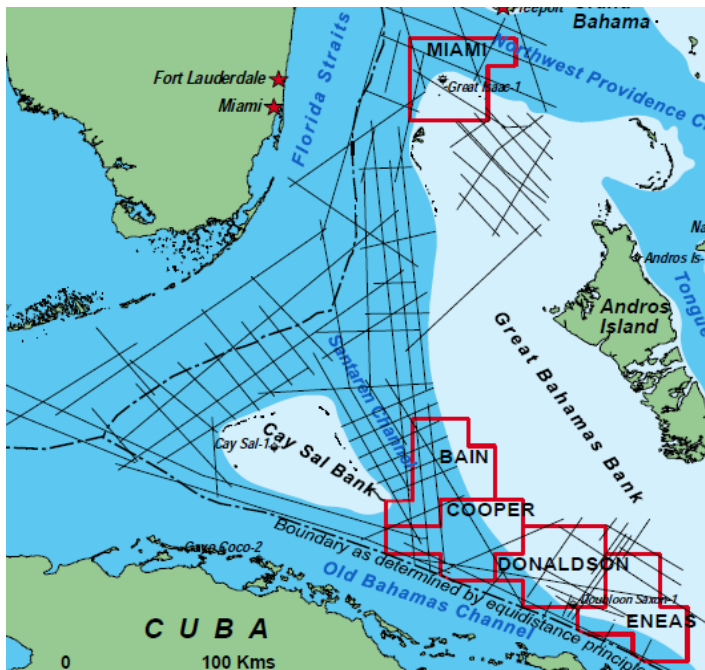 Freeport
Bahama
MIAMI
Northwest Providence C
Great Isaac-1
Fort Lauderdale
Miami
Florida Straits
Andros Is-
Tongue
Andros
Island
Great Bahamas Bank
Santaren Channel
Cay Sal-1
Cay Sal Bank
BAIN
COOPER
Boundary as determined by equidistance principle
Cayo Coco-2
Old Bahamas Channel
DONALDSON
Doubloon Saxon-1
ENEAS
CUBA
0 100 Kms